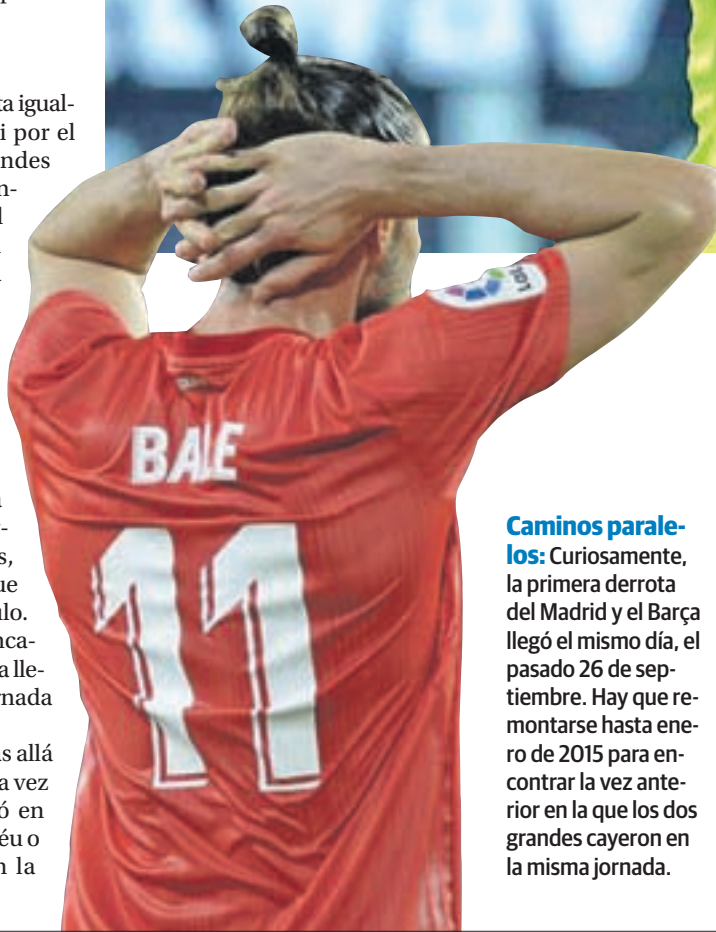 ta igual-
i por el
ndes
n-
s,
ue
ulo.
nca-
a lle-
rnada
s allá
a vez
ó en
éu o
n la
BALE
11
Caminos parale-
los: Curiosamente,
la primera derrota
del Madrid y el Barça
llegó el mismo día, el
pasado 26 de sep-
tiembre. Hay que re-
montarse hasta ene-
ro de 2015 para en-
contrar la vez ante-
rior en la que los dos
grandes cayeron en
la misma jornada.